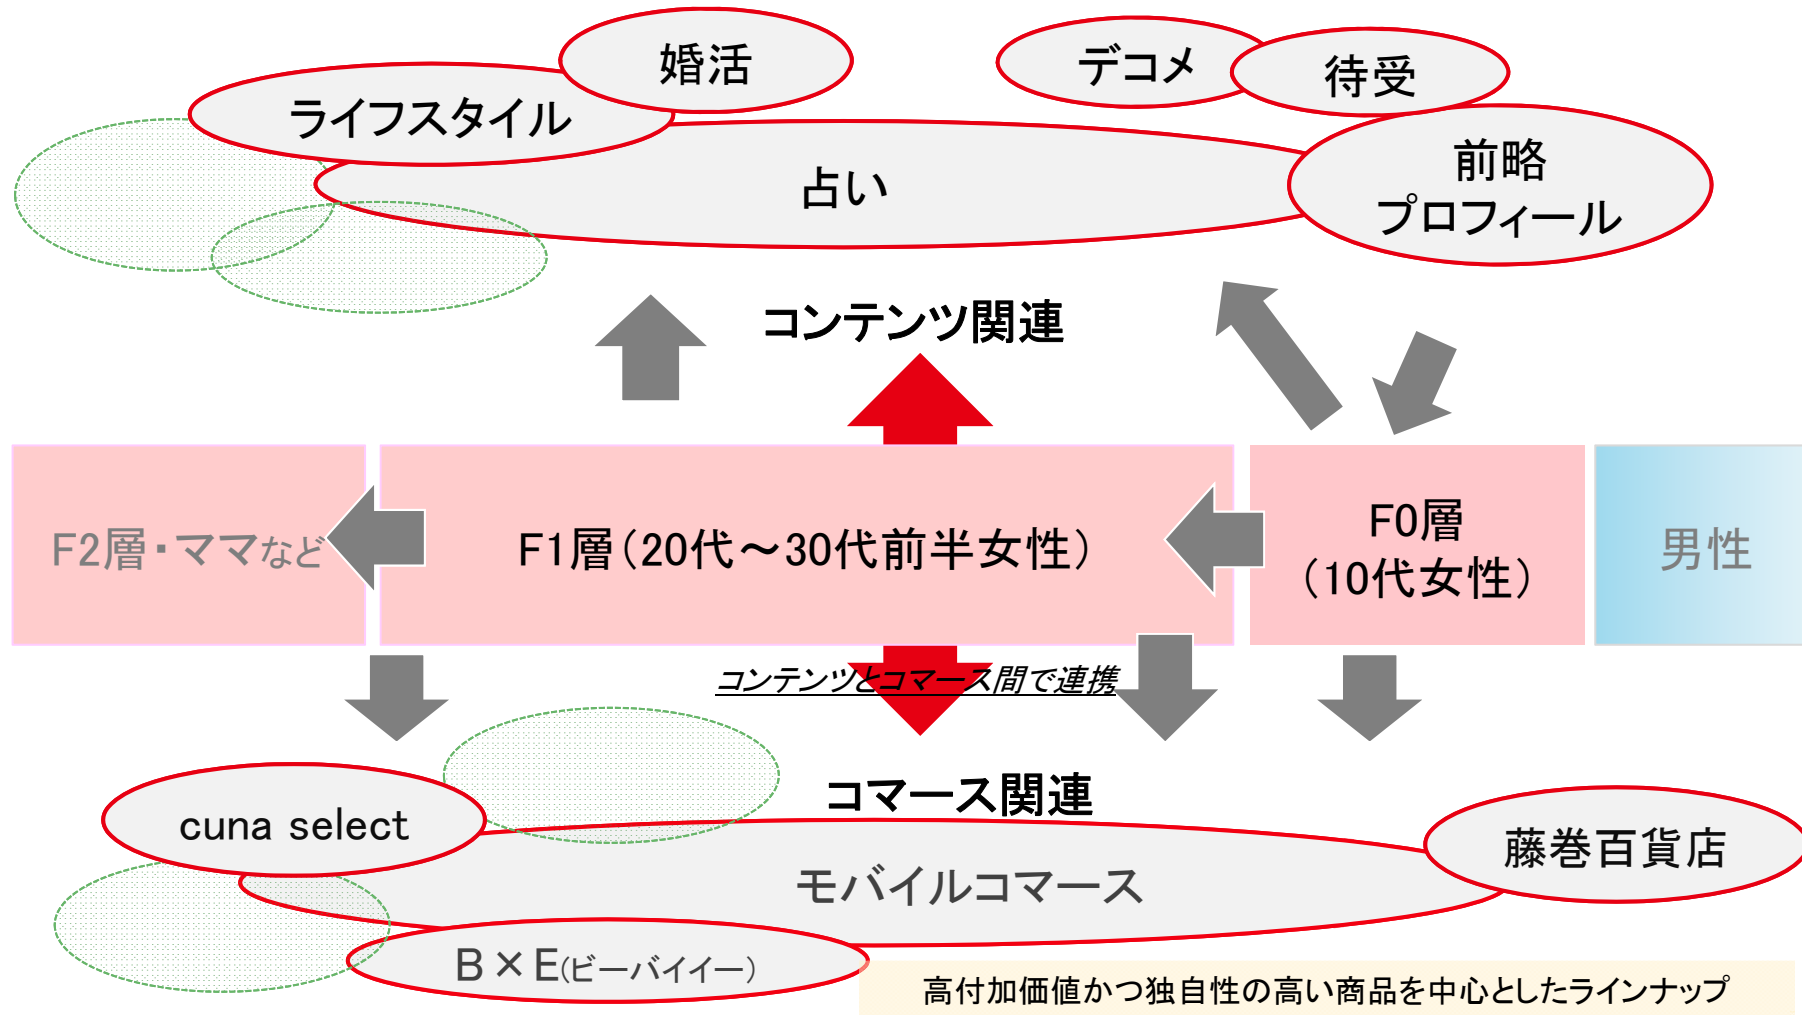 婚活
デコメ
待受
ライフスタイル
前略
プロフィール
占い
コンテンツ関連
F2層・ママなど
F1層（20代～30代前半女性）
F0層
（10代女性）
男性
コンテンツとコマース間で連携
コマース関連
cuna select
藤巻百貨店
モバイルコマース
B×E(ビーバイイー)
高付加価値かつ独自性の高い商品を中心としたラインナップ